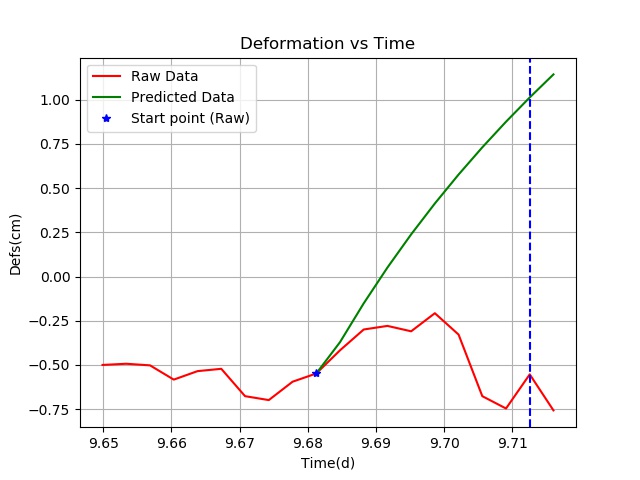 Deformation vs Time
Raw Data
Predicted Data
Start point (Raw)
Defs(cm)
1.00
0.75
0.50
0.25
0.00
−0.25
−0.50
−0.75
9.65 9.66 9.67 9.68 9.69 9.70 9.71
Time(d)